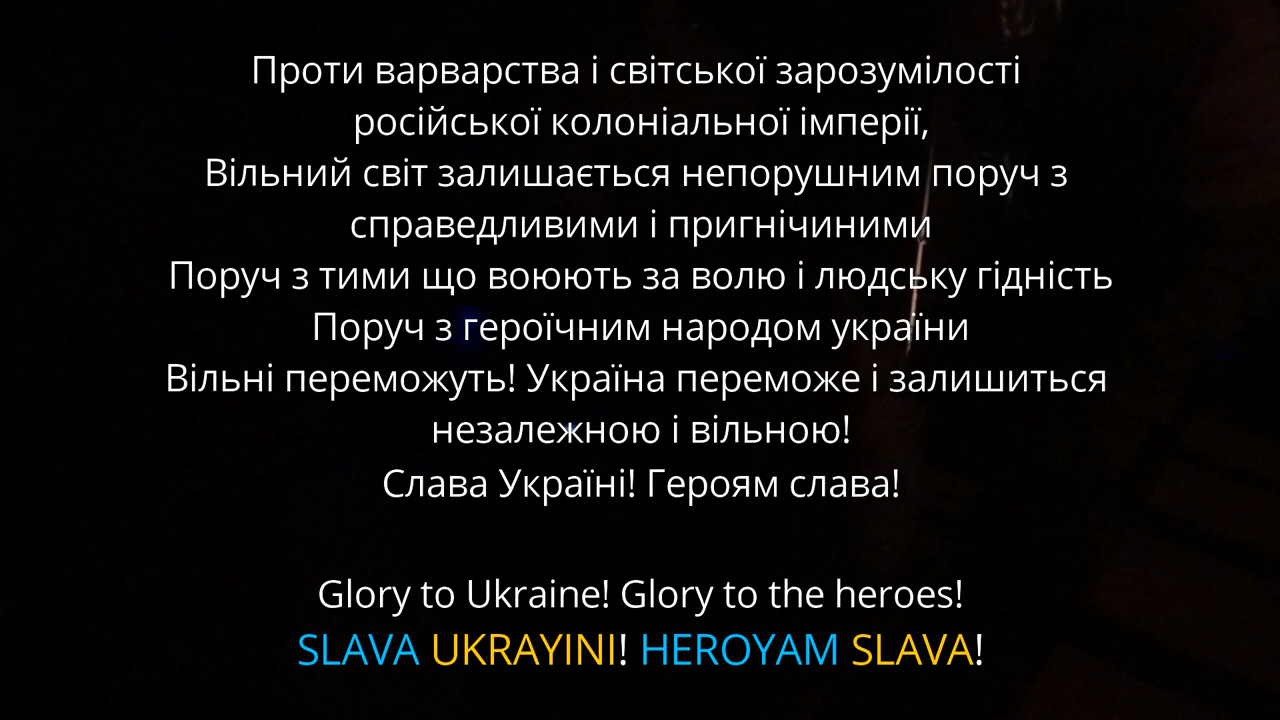 Проти варварства і світської зарозумілості
російської колоніальної імперії,
Вільний світ залишається непорушним поруч з
справедливими і пригнічиними
Поруч з тими що воюють за волю і людську гідність
Поруч з героїчним народом україни
Вільні переможуть! Україна переможе і залишиться
незалежною і вільною!
Слава Україні! Героям слава!
Glory to Ukraine! Glory to the heroes!
SLAVA UKRAYINI! HEROYAM SLAVA!